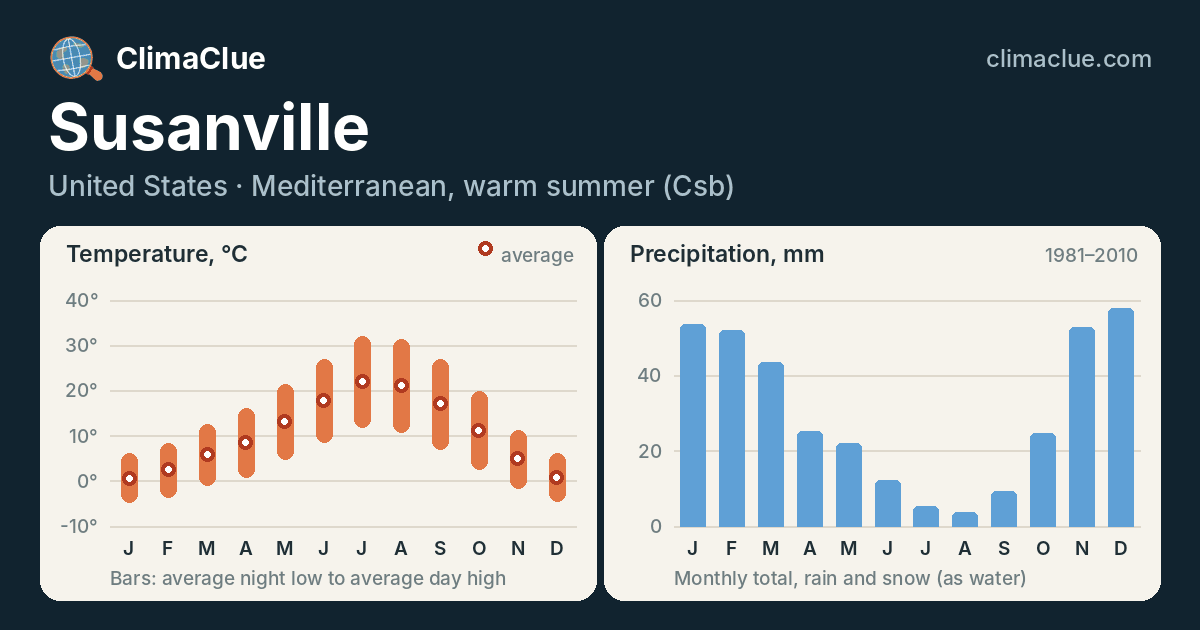 ClimaClue
climaclue.com
Susanville
United States · Mediterranean, warm summer (Csb)
Temperature, °C
average
40°
30°
20°
10°
0°
-10°
J F M A M J J A S O N D
Bars: average night low to average day high
Precipitation, mm
1981–2010
60
40
20
0
J F M A M J J A S O N D
Monthly total, rain and snow (as water)